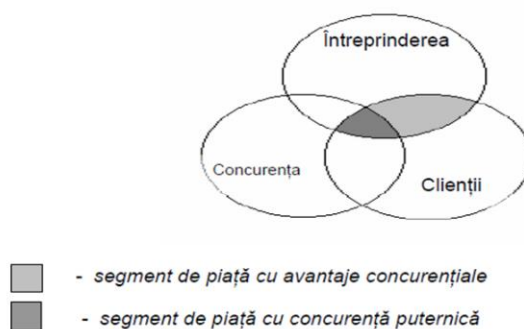 Întreprinderea
Concurența
Clienții
- segment de piață cu avantaje concurențiale
- segment de piață cu concurență puternică